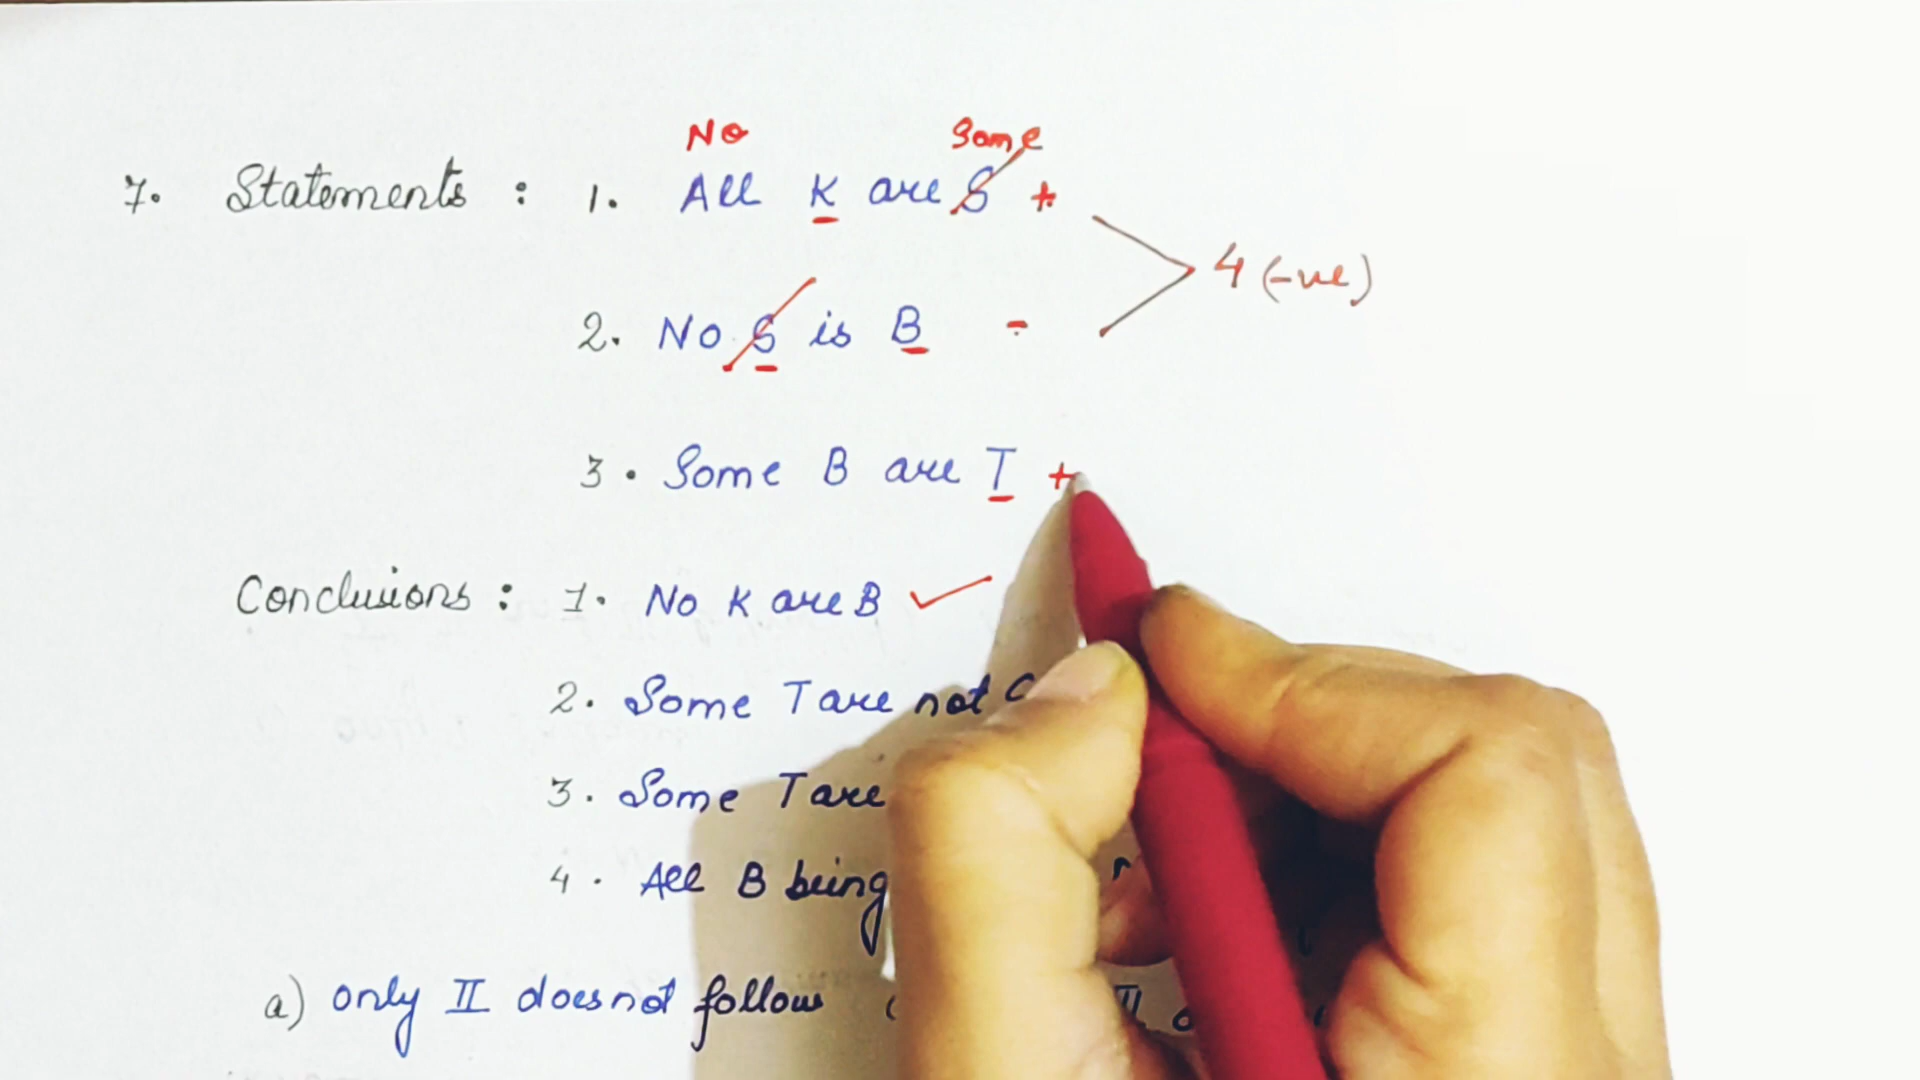 No Some
7. Statements : 1. All K are S +
4 (-ve)
2. No S is B -
3. Some B are T +
Conclusions : 1. No K are B ✓
2. Some T are not
3. Some T are
4. All B being
a) only II does not follow II